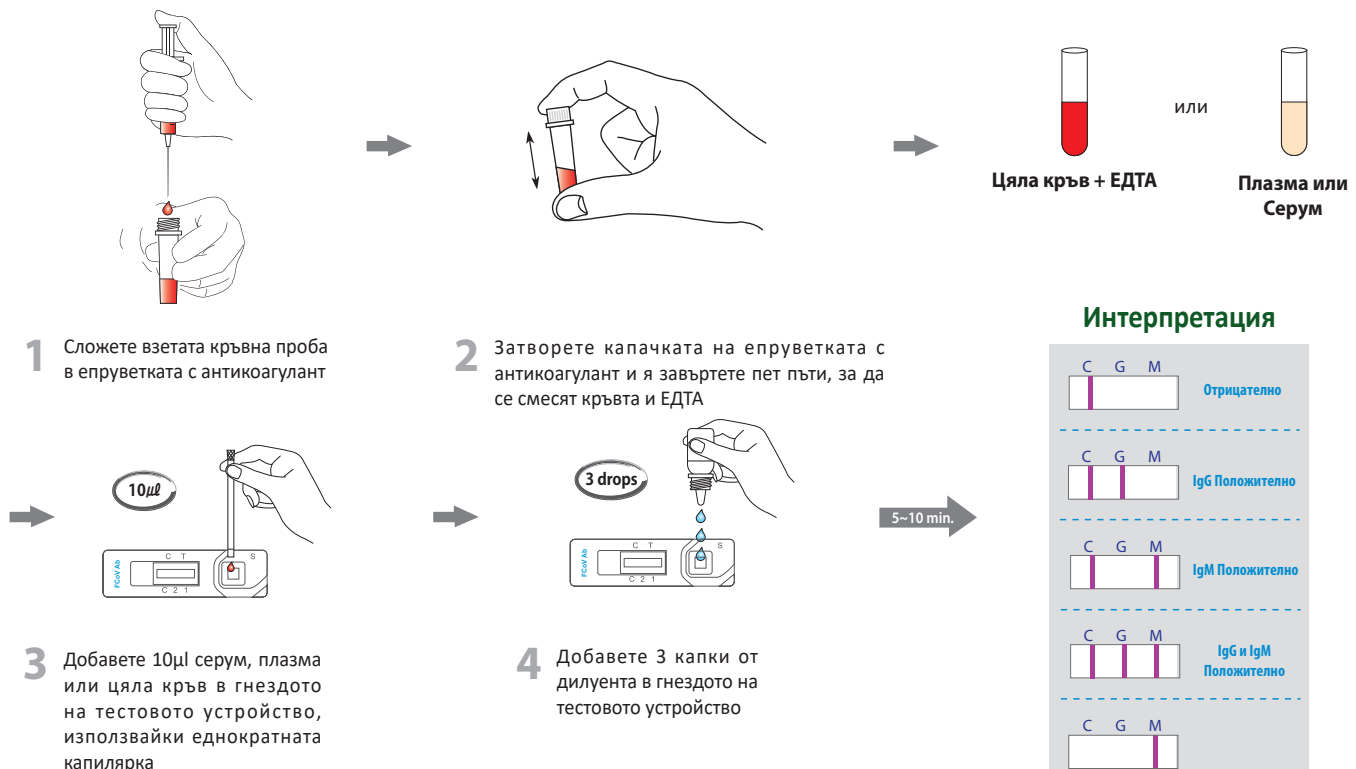 или
Цяла кръв + ЕДТА
Плазма или
Серум
1 Сложете взетата кръвна проба
в епруветката с антикоагулант
2 Затворете капачката на епруветката с
антикоагулант и я завъртете пет пъти, за да
се смесят кръвта и ЕДТА
10µℓ
FCoV Ab
C T S
C 2 1
3 drops
FCoV Ab
C T S
C 2 1
5~10 min.
3 Добавете 10µl серум, плазма
или цяла кръв в гнездото
на тестовото устройство,
използвайки еднократната
капилярка
4 Добавете 3 капки от
дилуента в гнездото на
тестовото устройство
Интерпретация
C G M
Отрицателно
C G M
IgG Положително
C G M
IgM Положително
C G M
IgG и IgM
Положително
C G M